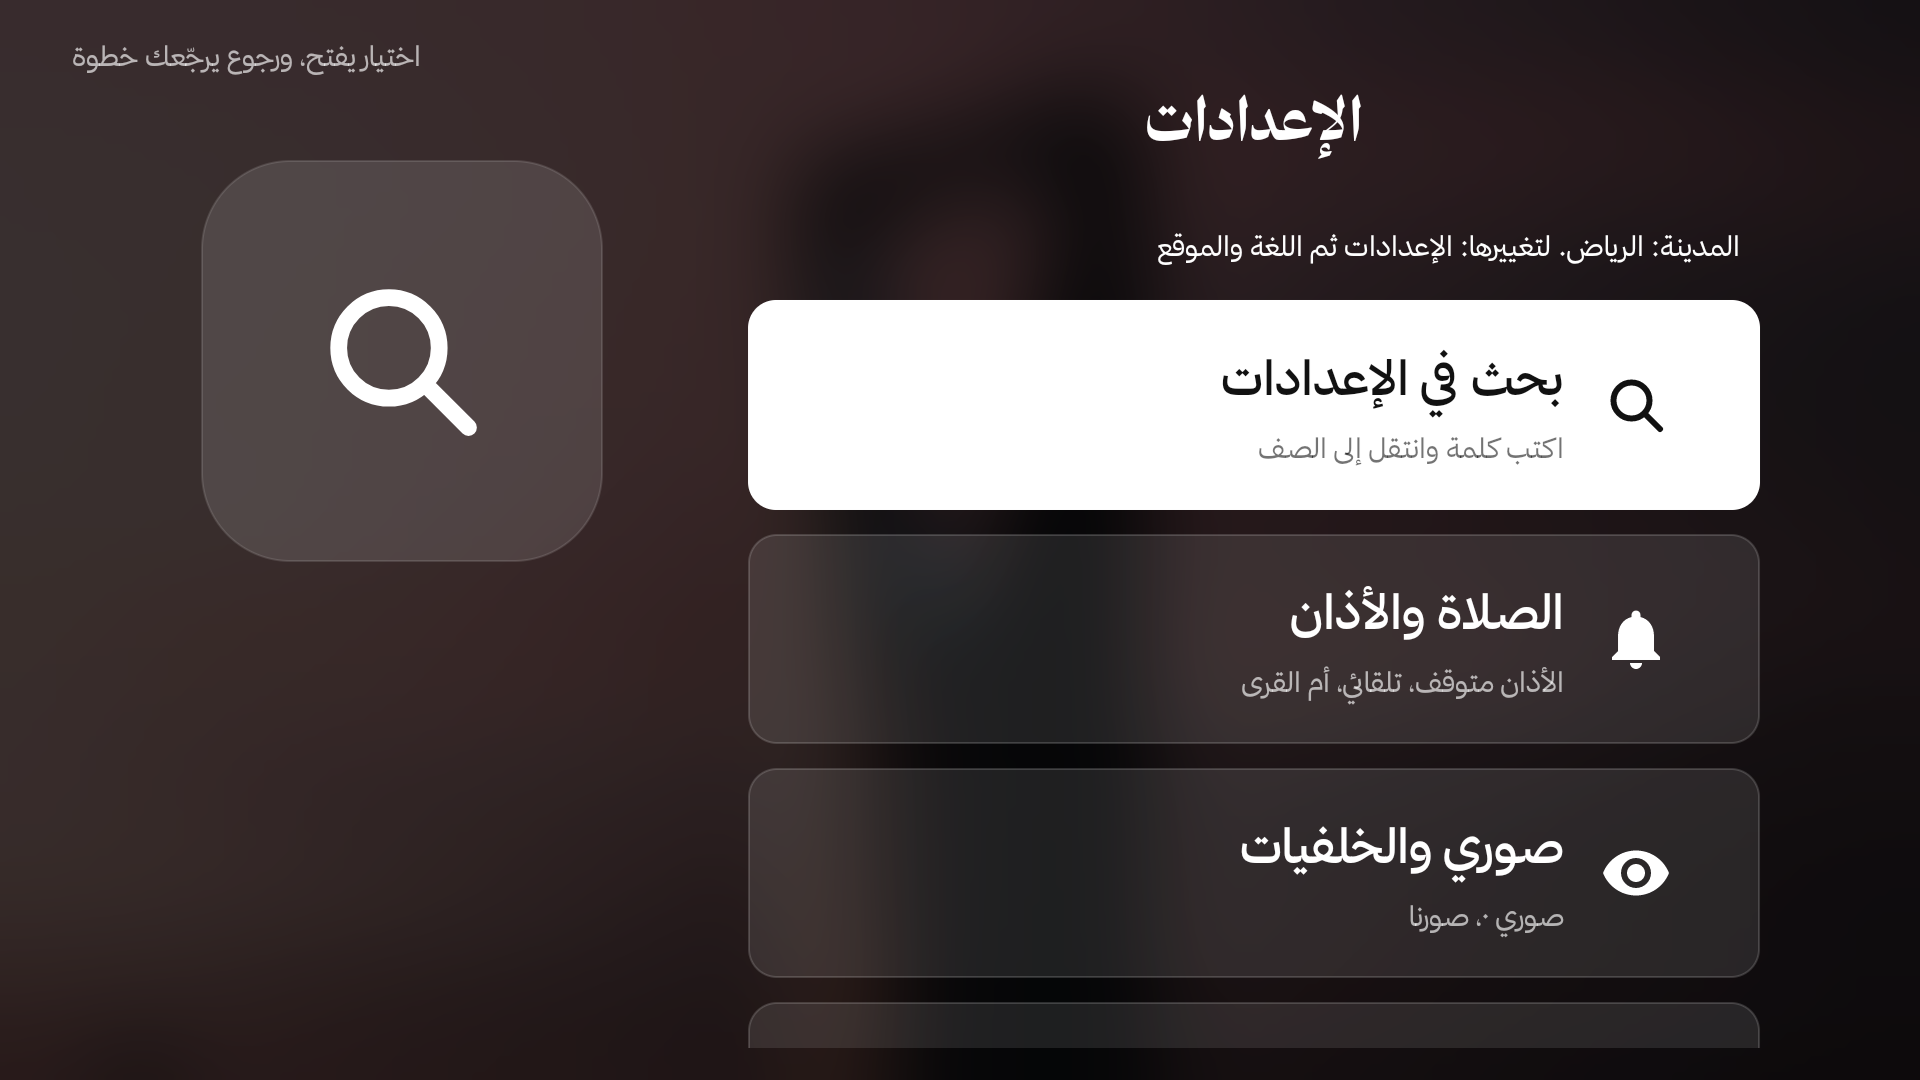 اختيار يفتح، ورجوع يرجّعك خطوة
الإعدادات
المدينة: الرياض. لتغييرها: الإعدادات ثم اللغة والموقع
بحث في الإعدادات
اكتب كلمة وانتقل إلى الصف
الصلاة والأذان
الأذان متوقف، تلقائي، أم القرى
صوري والخلفيات
صوري ٠، صورنا